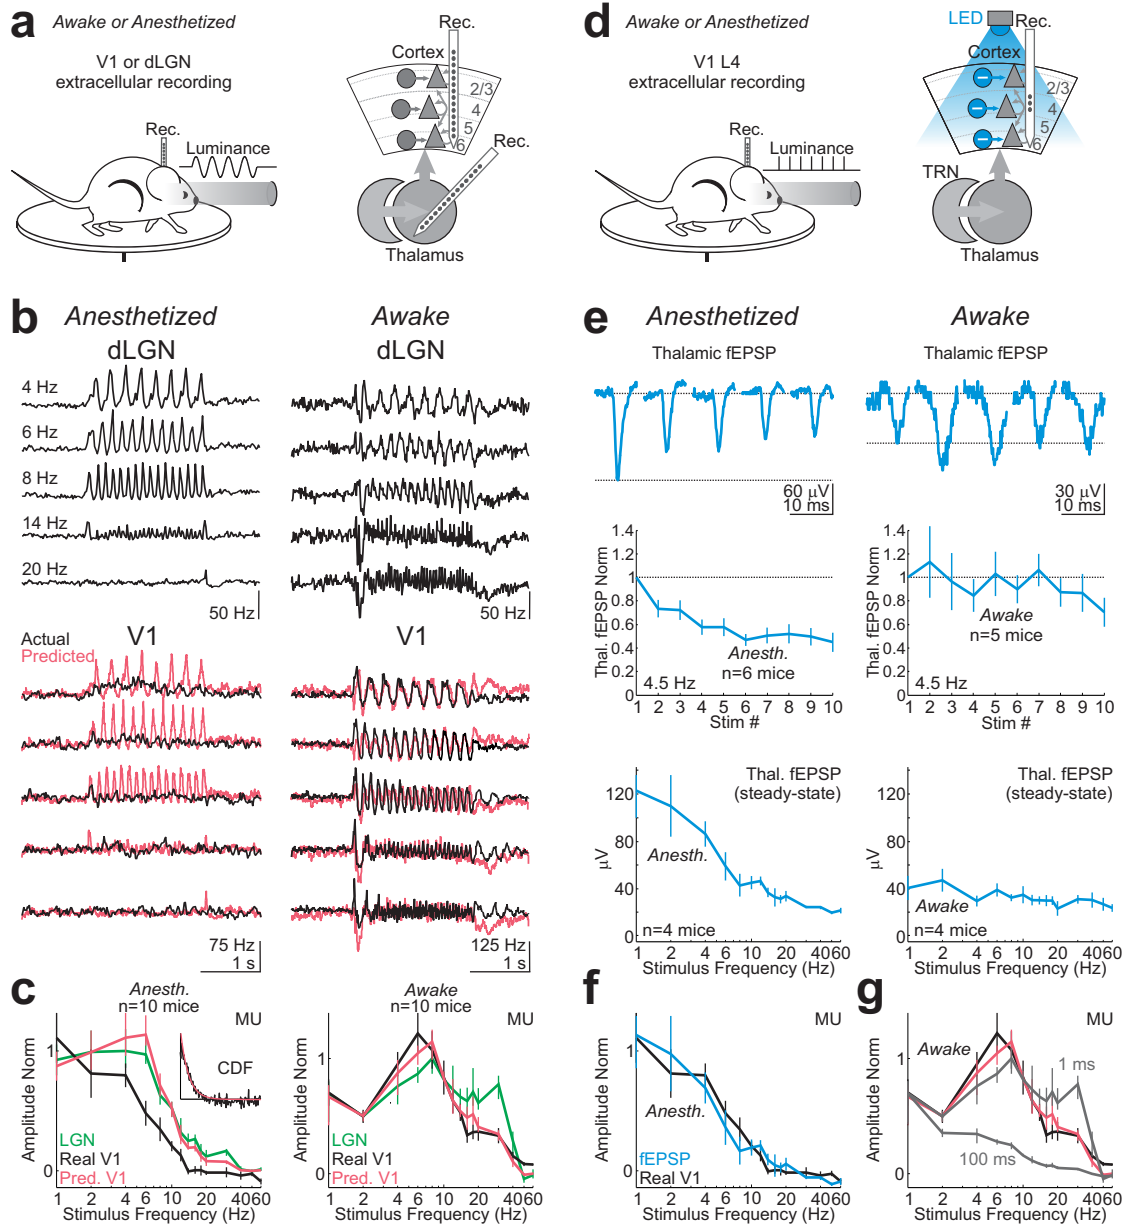 a
Awake or Anesthetized
V1 or dLGN
extracellular recording
Rec.
Luminance
Cortex
Rec.
2/3
4
5
6
Rec.
Thalamus
d
Awake or Anesthetized
V1 L4
extracellular recording
Rec.
Luminance
LED
Rec.
Cortex
2/3
4
5
6
TRN
Thalamus
b
Anesthetized
dLGN
4 Hz
6 Hz
8 Hz
14 Hz
20 Hz
50 Hz
Awake
dLGN
50 Hz
V1
Actual
Predicted
75 Hz
1 s
V1
125 Hz
1 s
e
Anesthetized
Thalamic fEPSP
60 µV
10 ms
Awake
Thalamic fEPSP
30 µV
10 ms
Thal. fEPSP Norm
1.4
1.2
1
0.8
0.6
0.4
0.2
0
Anesth.
n=6 mice
4.5 Hz
1 2 3 4 5 6 7 8 9 10
Stim #
Thal. fEPSP Norm
1.4
1.2
1
0.8
0.6
0.4
0.2
0
Awake
n=5 mice
4.5 Hz
1 2 3 4 5 6 7 8 9 10
Stim #
Thal. fEPSP
(steady-state)
µV
120
80
40
0
Anesth.
n=4 mice
1 2 4 6 10 20 40 60
Stimulus Frequency (Hz)
Thal. fEPSP
(steady-state)
µV
120
80
40
0
Awake
n=4 mice
1 2 4 6 10 20 40 60
Stimulus Frequency (Hz)
c
Anesth.
n=10 mice
MU
CDF
Amplitude Norm
1
0
LGN
Real V1
Pred. V1
1 2 4 6 10 20 40 60
Stimulus Frequency (Hz)
Awake
n=10 mice
MU
Amplitude Norm
1
0
LGN
Real V1
Pred. V1
1 2 4 6 10 20 40 60
Stimulus Frequency (Hz)
f
MU
Amplitude Norm
1
0
Anesth.
fEPSP
Real V1
1 2 4 6 10 20 40 60
Stimulus Frequency (Hz)
g
MU
Awake
1 ms
100 ms
Amplitude Norm
1
0
1 2 4 6 10 20 40 60
Stimulus Frequency (Hz)